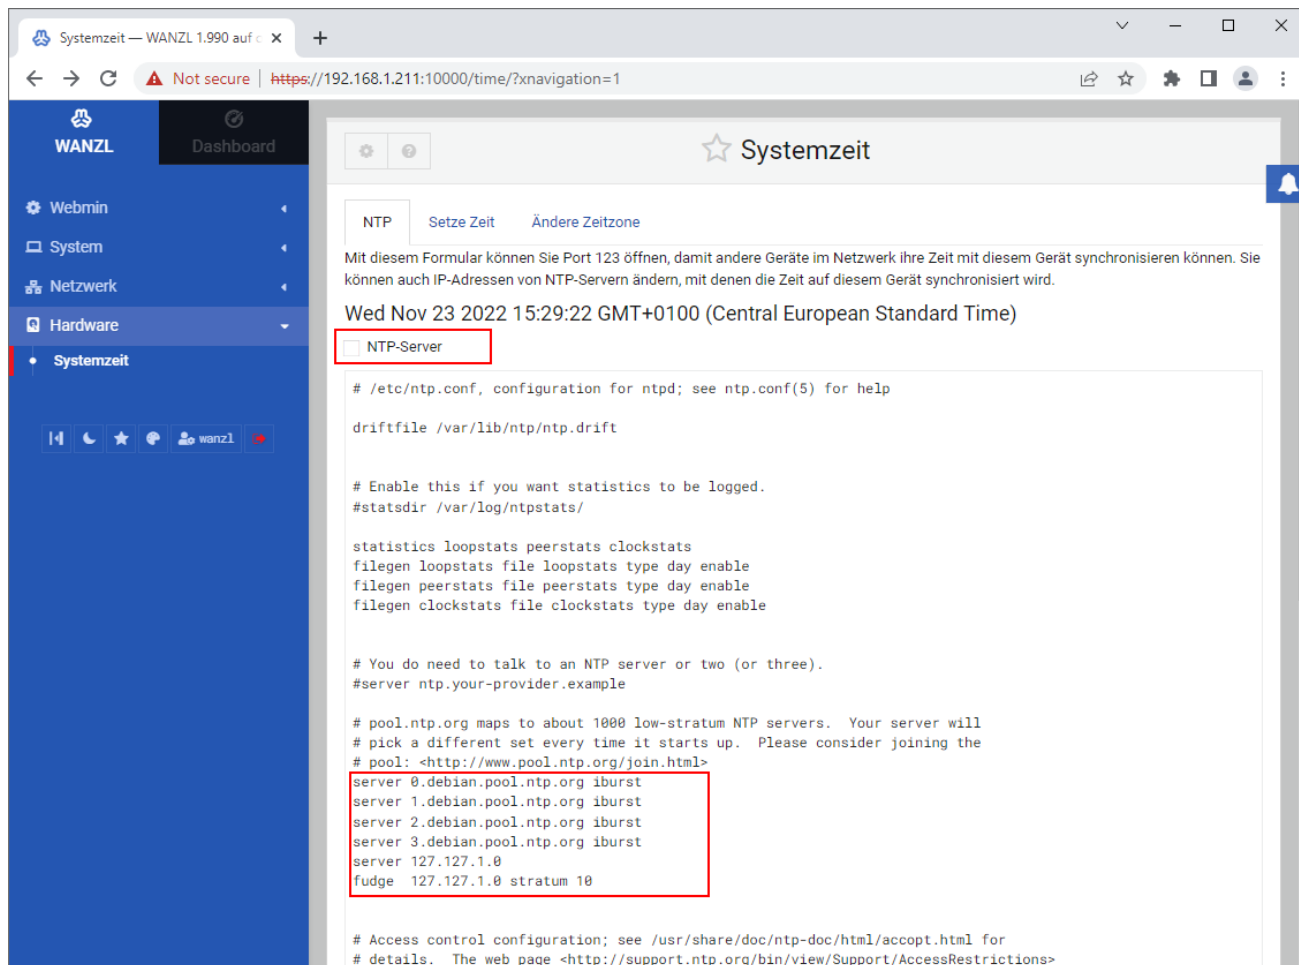 Systemzeit — WANZL 1.990 auf
Not secure | https://192.168.1.211:10000/time/?xnavigation=1
WANZL
Dashboard
Webmin
System
Netzwerk
Hardware
Systemzeit
wanzl
Systemzeit
NTP
Setze Zeit
Ändere Zeitzone
Mit diesem Formular können Sie Port 123 öffnen, damit andere Geräte im Netzwerk ihre Zeit mit diesem Gerät synchronisieren können. Sie
können auch IP-Adressen von NTP-Servern ändern, mit denen die Zeit auf diesem Gerät synchronisiert wird.
Wed Nov 23 2022 15:29:22 GMT+0100 (Central European Standard Time)
NTP-Server
# /etc/ntp.conf, configuration for ntpd; see ntp.conf(5) for help
driftfile /var/lib/ntp/ntp.drift
# Enable this if you want statistics to be logged.
#statsdir /var/log/ntpstats/
statistics loopstats peerstats clockstats
filegen loopstats file loopstats type day enable
filegen peerstats file peerstats type day enable
filegen clockstats file clockstats type day enable
# You do need to talk to an NTP server or two (or three).
#server ntp.your-provider.example
# pool.ntp.org maps to about 1000 low-stratum NTP servers.  Your server will
# pick a different set every time it starts up.  Please consider joining the
# pool: <http://www.pool.ntp.org/join.html>
server 0.debian.pool.ntp.org iburst
server 1.debian.pool.ntp.org iburst
server 2.debian.pool.ntp.org iburst
server 3.debian.pool.ntp.org iburst
server 127.127.1.0
fudge  127.127.1.0 stratum 10
# Access control configuration; see /usr/share/doc/ntp-doc/html/accopt.html for
# details.  The web page <http://support.ntp.org/bin/view/Support/AccessRestrictions>